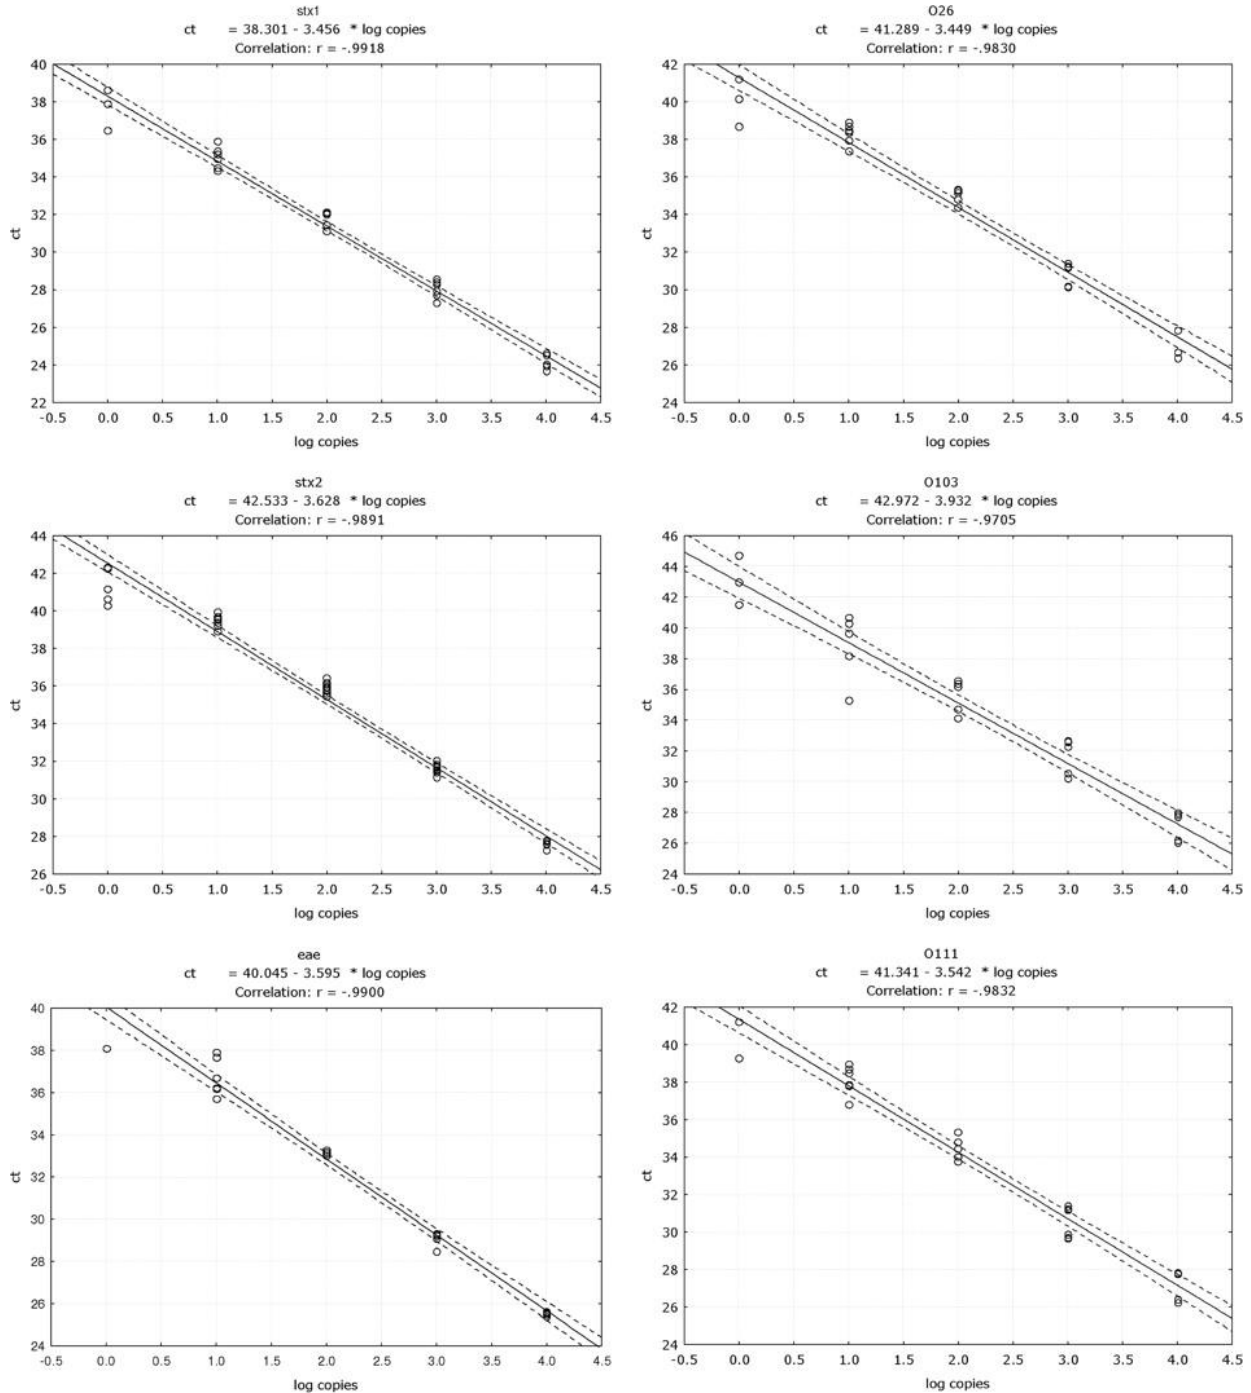 stx1
ct = 38.301 - 3.456 * log copies
Correlation: r = -.9918
40
38
36
34
32
30
28
26
24
22
ct
-0.5 0.0 0.5 1.0 1.5 2.0 2.5 3.0 3.5 4.0 4.5
log copies
O26
ct = 41.289 - 3.449 * log copies
Correlation: r = -.9830
42
40
38
36
34
32
30
28
26
24
ct
-0.5 0.0 0.5 1.0 1.5 2.0 2.5 3.0 3.5 4.0 4.5
log copies
stx2
ct = 42.533 - 3.628 * log copies
Correlation: r = -.9891
44
42
40
38
36
34
32
30
28
26
ct
-0.5 0.0 0.5 1.0 1.5 2.0 2.5 3.0 3.5 4.0 4.5
log copies
O103
ct = 42.972 - 3.932 * log copies
Correlation: r = -.9705
46
44
42
40
38
36
34
32
30
28
26
24
ct
-0.5 0.0 0.5 1.0 1.5 2.0 2.5 3.0 3.5 4.0 4.5
log copies
eae
ct = 40.045 - 3.595 * log copies
Correlation: r = -.9900
40
38
36
33
32
30
28
26
24
ct
-0.5 0.0 0.5 1.0 1.5 2.0 2.5 3.0 3.5 4.0 4.5
log copies
O111
ct = 41.341 - 3.542 * log copies
Correlation: r = -.9832
42
40
38
36
34
32
30
28
26
24
ct
-0.5 0.0 0.5 1.0 1.5 2.0 2.5 3.0 3.5 4.0 4.5
log copies